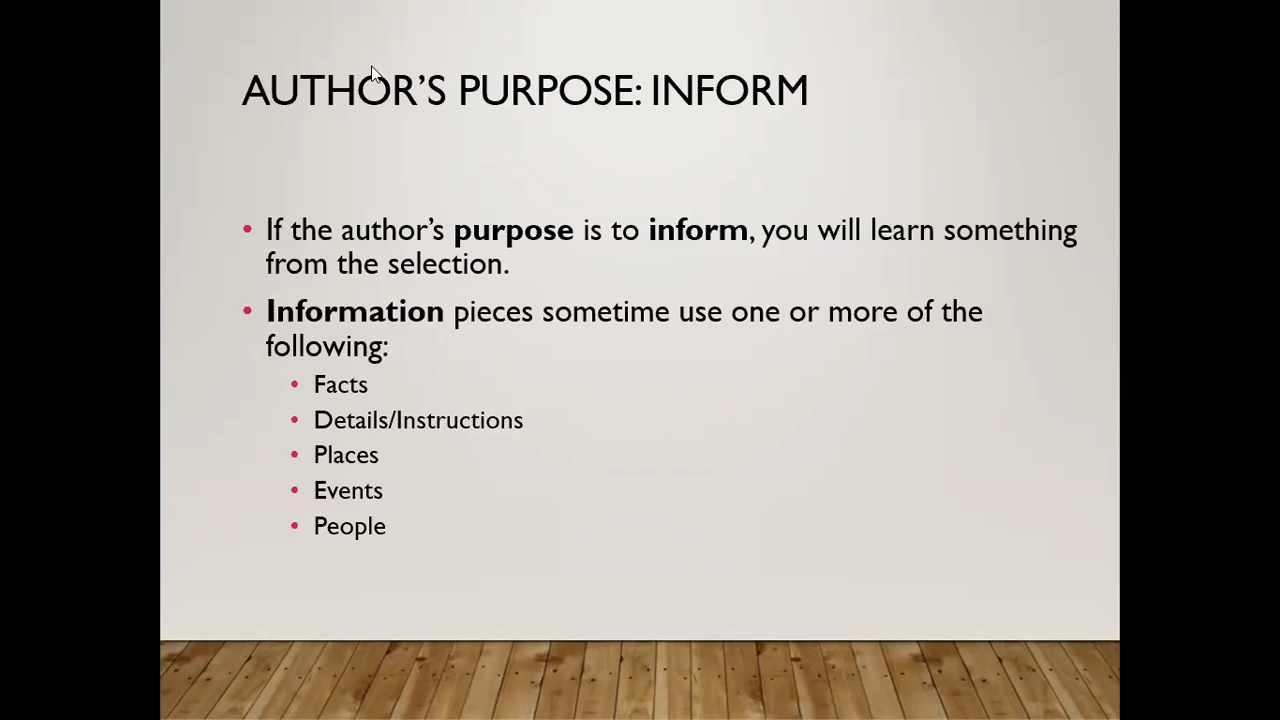 AUTHOR’S PURPOSE: INFORM
• If the author’s purpose is to inform, you will learn something
from the selection.
• Information pieces sometime use one or more of the
following:
• Facts
• Details/Instructions
• Places
• Events
• People